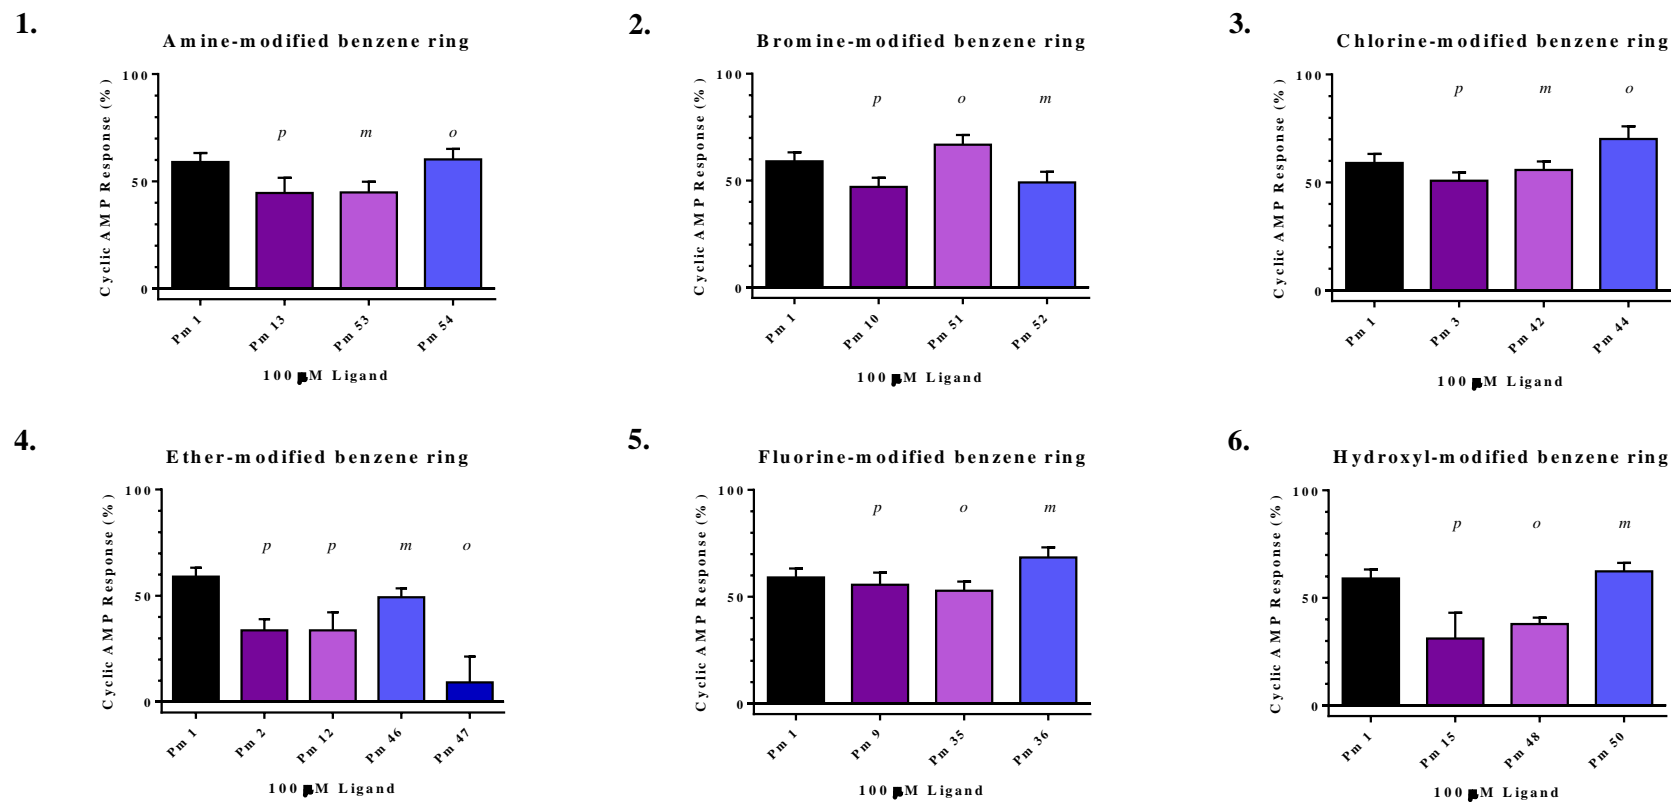 1.
Amine-modified benzene ring
Cyclic AMP Response (%)
100
50
0
p m o
Pm 1 Pm 13 Pm 53 Pm 54
100 µM Ligand
2.
Bromine-modified benzene ring
Cyclic AMP Response (%)
100
50
0
p o m
Pm 1 Pm 10 Pm 51 Pm 52
100 µM Ligand
3.
Chlorine-modified benzene ring
Cyclic AMP Response (%)
100
50
0
p m o
Pm 1 Pm 3 Pm 42 Pm 44
100 µM Ligand
4.
Ether-modified benzene ring
Cyclic AMP Response (%)
100
50
0
p p m o
Pm 1 Pm 2 Pm 12 Pm 46 Pm 47
100 µM Ligand
5.
Fluorine-modified benzene ring
Cyclic AMP Response (%)
100
50
0
p o m
Pm 1 Pm 9 Pm 35 Pm 36
100 µM Ligand
6.
Hydroxyl-modified benzene ring
Cyclic AMP Response (%)
100
50
0
p o m
Pm 1 Pm 15 Pm 48 Pm 50
100 µM Ligand